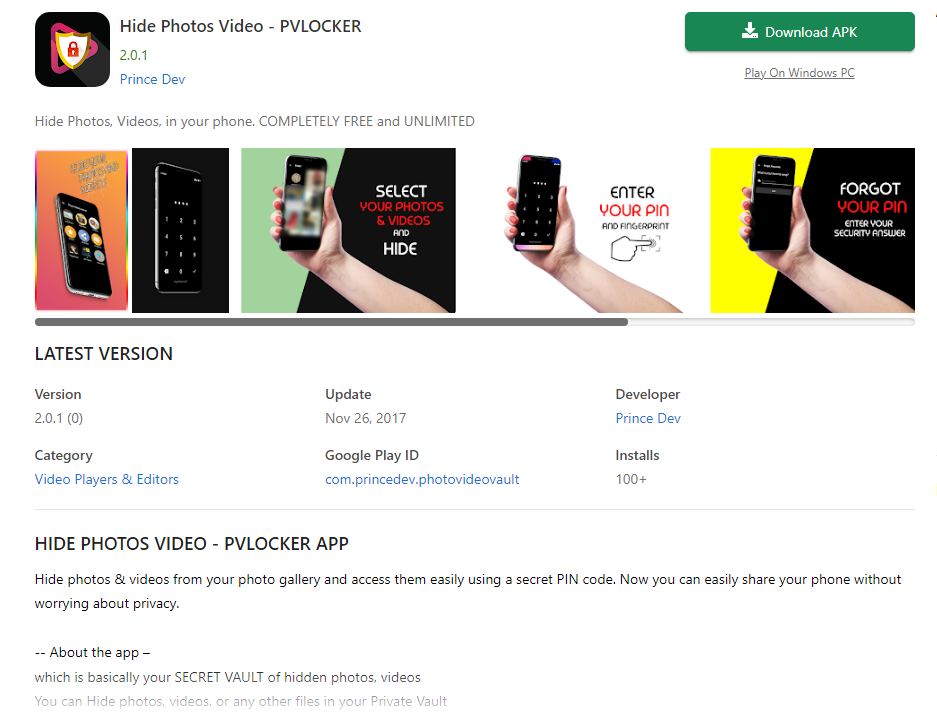 Hide Photos Video - PVLOCKER
2.0.1
Prince Dev
Download APK
Play On Windows PC
Hide Photos, Videos, in your phone. COMPLETELY FREE and UNLIMITED
SELECT
YOUR PHOTOS
& VIDEOS
AND
HIDE
ENTER
YOUR PIN
AND FINGERPRINT
FORGOT
YOUR PIN
ENTER YOUR
SECURITY ANSWER
LATEST VERSION
Version
Update
Developer
2.0.1 (0)
Nov 26, 2017
Prince Dev
Category
Google Play ID
Installs
Video Players & Editors
com.princedev.photovideovault
100+
HIDE PHOTOS VIDEO - PVLOCKER APP
Hide photos & videos from your photo gallery and access them easily using a secret PIN code. Now you can easily share your phone without
worrying about privacy.
-- About the app –
which is basically your SECRET VAULT of hidden photos, videos
You can Hide photos, videos, or any other files in your Private Vault